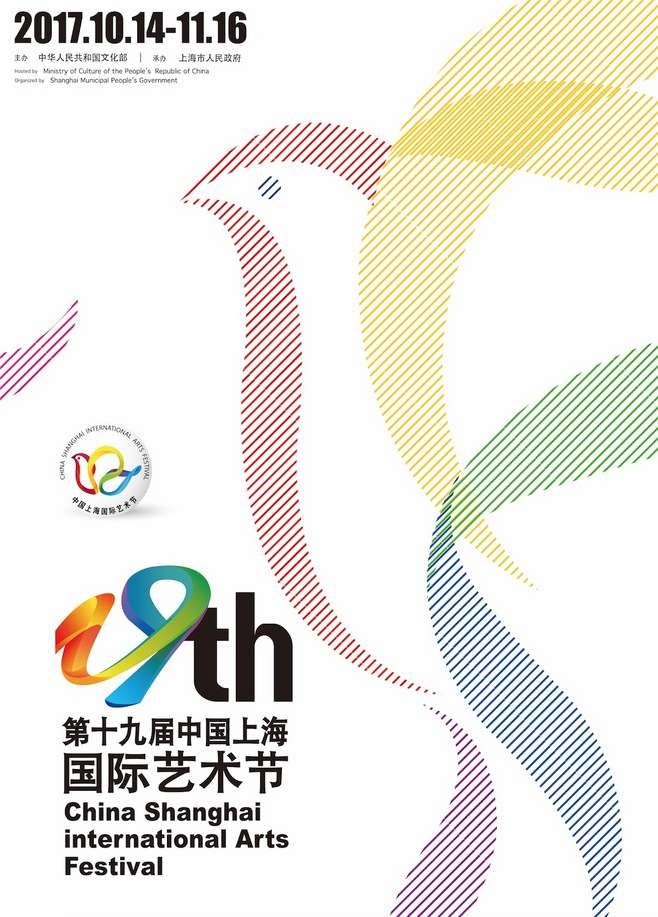 2017.10.14-11.16
主办 中华人民共和国文化部 | 承办 上海市人民政府
Hosted by Ministry of Culture of the People's Republic of China
Organized by Shanghai Municipal People's Government
CHINA SHANGHAI INTERNATIONAL ARTS FESTIVAL
中国上海国际艺术节
19th
第十九届中国上海
国际艺术节
China Shanghai
international Arts
Festival